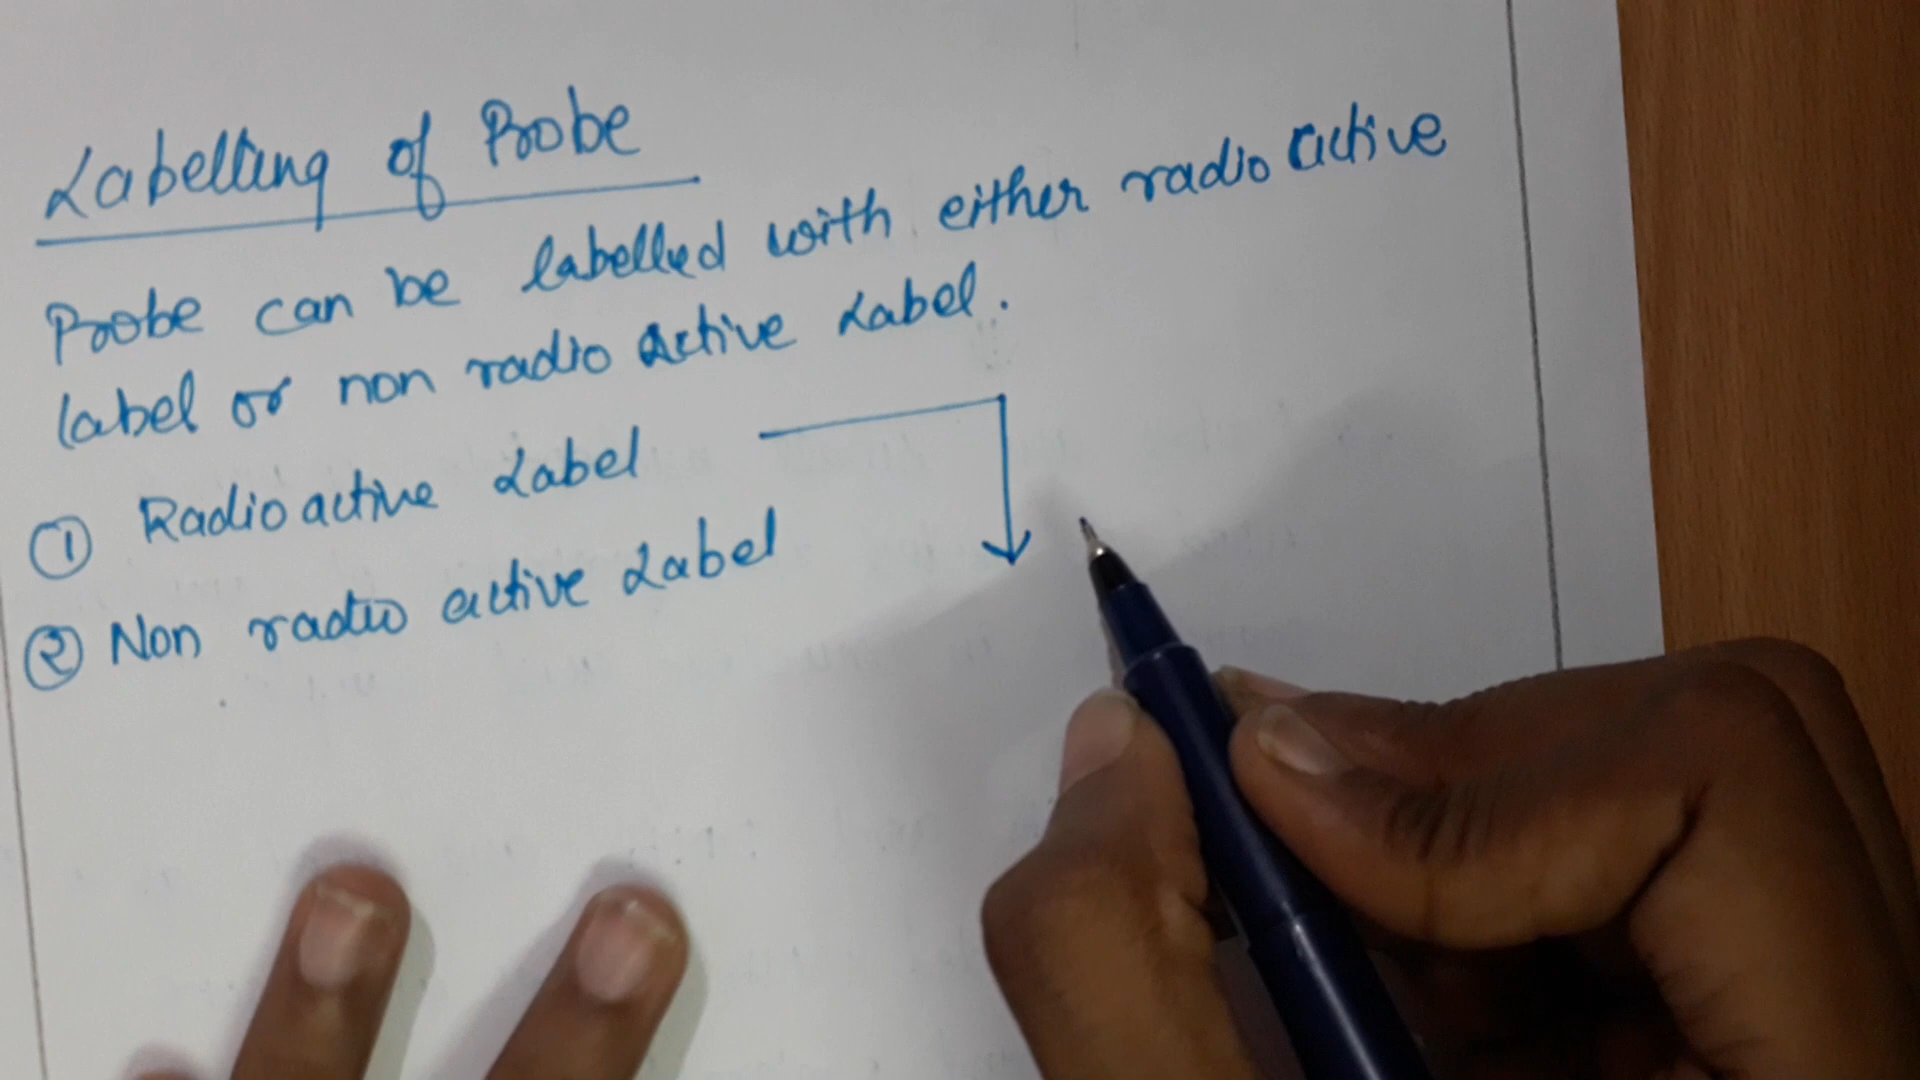 Labelling of Probe
Probe can be labelled with either radio active
label or non radio active Label.
① Radio active Label
② Non radio active Label